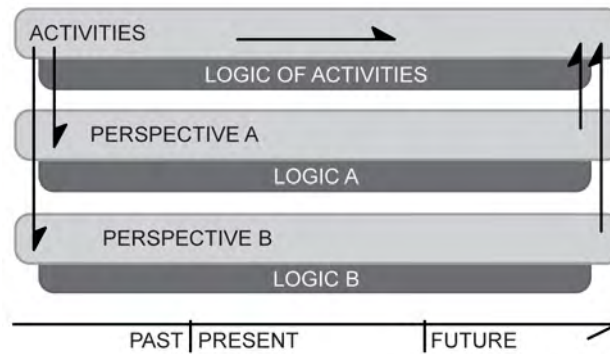 ACTIVITIES
LOGIC OF ACTIVITIES
PERSPECTIVE A
LOGIC A
PERSPECTIVE B
LOGIC B
PAST PRESENT FUTURE